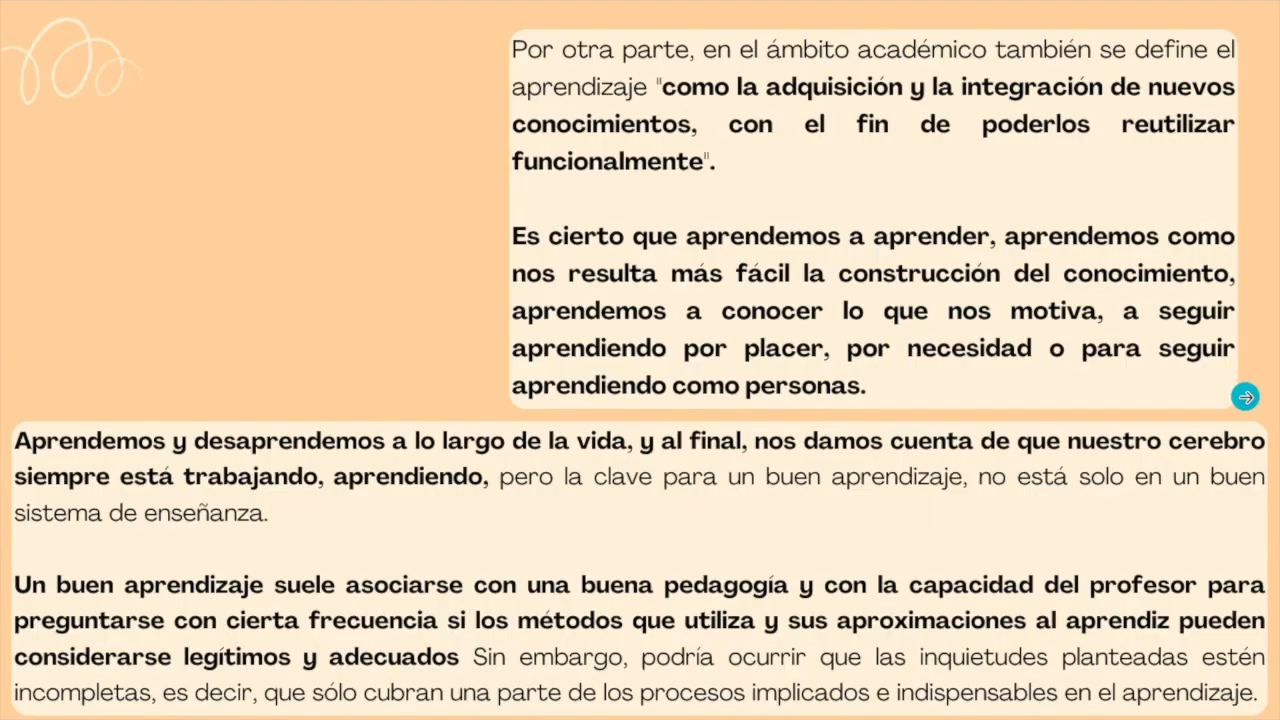 Por otra parte, en el ámbito académico también se define el
aprendizaje "como la adquisición y la integración de nuevos
conocimientos, con el fin de poderlos reutilizar
funcionalmente".
Es cierto que aprendemos a aprender, aprendemos como
nos resulta más fácil la construcción del conocimiento,
aprendemos a conocer lo que nos motiva, a seguir
aprendiendo por placer, por necesidad o para seguir
aprendiendo como personas.
Aprendemos y desaprendemos a lo largo de la vida, y al final, nos damos cuenta de que nuestro cerebro
siempre está trabajando, aprendiendo, pero la clave para un buen aprendizaje, no está solo en un buen
sistema de enseñanza.
Un buen aprendizaje suele asociarse con una buena pedagogía y con la capacidad del profesor para
preguntarse con cierta frecuencia si los métodos que utiliza y sus aproximaciones al aprendiz pueden
considerarse legítimos y adecuados Sin embargo, podría ocurrir que las inquietudes planteadas estén
incompletas, es decir, que sólo cubran una parte de los procesos implicados e indispensables en el aprendizaje.